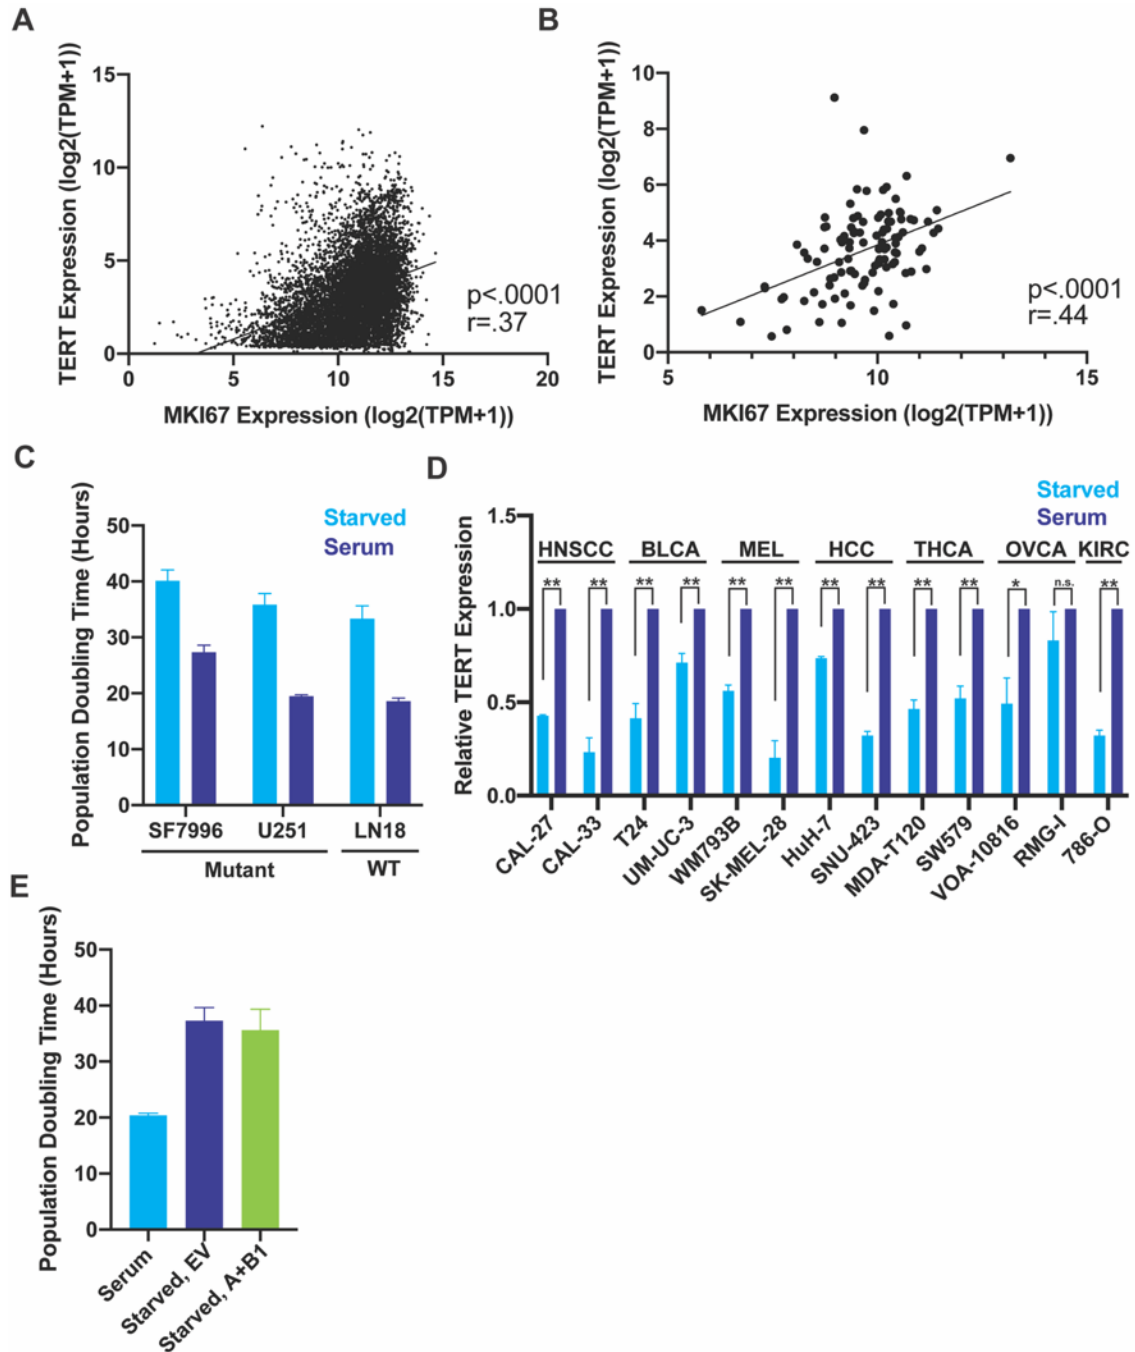 A
TERT Expression (log2(TPM+1))
15
10
5
0
0 5 10 15 20
p<.0001
r=.37
MKI67 Expression (log2(TPM+1))
B
TERT Expression (log2(TPM+1))
10
8
6
4
2
0
5 10 15
p<.0001
r=.44
MKI67 Expression (log2(TPM+1))
C
Population Doubling Time (Hours)
50
40
30
20
10
0
Starved
Serum
SF7996 U251 LN18
Mutant WT
D
Relative TERT Expression
1.5
1.0
0.5
0.0
Starved
Serum
HNSCC BLCA MEL HCC THCA OVCA KIRC
** ** ** ** ** ** ** ** ** ** * n.s. **
CAL-27
CAL-33
T24
UM-UC-3
WM793B
SK-MEL-28
HuH-7
SNU-423
MDA-T120
SW579
VOA-10816
RMG-I
786-O
E
Population Doubling Time (Hours)
50
40
30
20
10
0
Serum
Starved, EV
Starved, A+B1